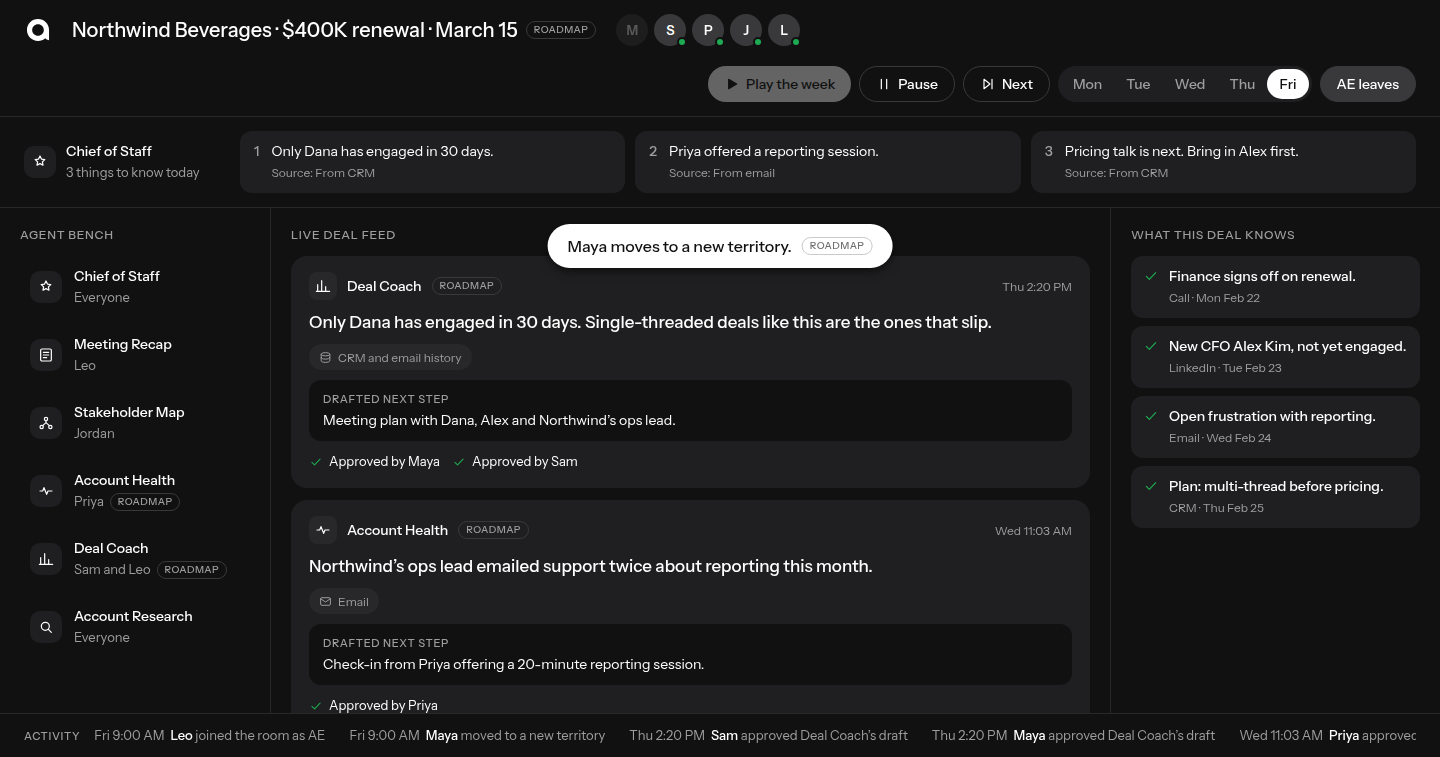 Northwind Beverages · $400K renewal · March 15 ROADMAP M S P J L
Play the week Pause Next Mon Tue Wed Thu Fri AE leaves
Chief of Staff
3 things to know today
1 Only Dana has engaged in 30 days.
Source: From CRM
2 Priya offered a reporting session.
Source: From email
3 Pricing talk is next. Bring in Alex first.
Source: From CRM
AGENT BENCH
Chief of Staff
Everyone
Meeting Recap
Leo
Stakeholder Map
Jordan
Account Health
Priya ROADMAP
Deal Coach
Sam and Leo ROADMAP
Account Research
Everyone
LIVE DEAL FEED
Maya moves to a new territory. ROADMAP
Deal Coach ROADMAP Thu 2:20 PM
Only Dana has engaged in 30 days. Single-threaded deals like this are the ones that slip.
CRM and email history
DRAFTED NEXT STEP
Meeting plan with Dana, Alex and Northwind’s ops lead.
Approved by Maya Approved by Sam
Account Health ROADMAP Wed 11:03 AM
Northwind’s ops lead emailed support twice about reporting this month.
Email
DRAFTED NEXT STEP
Check-in from Priya offering a 20-minute reporting session.
Approved by Priya
WHAT THIS DEAL KNOWS
Finance signs off on renewal.
Call · Mon Feb 22
New CFO Alex Kim, not yet engaged.
LinkedIn · Tue Feb 23
Open frustration with reporting.
Email · Wed Feb 24
Plan: multi-thread before pricing.
CRM · Thu Feb 25
ACTIVITY Fri 9:00 AM Leo joined the room as AE Fri 9:00 AM Maya moved to a new territory Thu 2:20 PM Sam approved Deal Coach’s draft Thu 2:20 PM Maya approved Deal Coach’s draft Wed 11:03 AM Priya approved